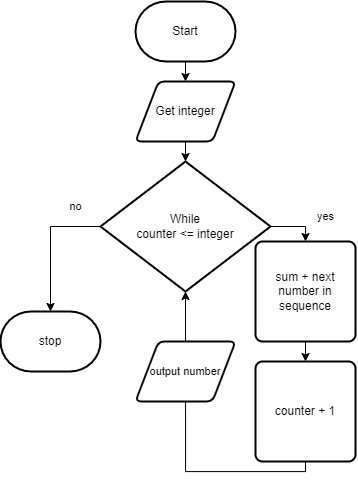 Start
Get integer
While
counter <= integer
no
yes
sum + next
number in
sequence
stop
output number
counter + 1